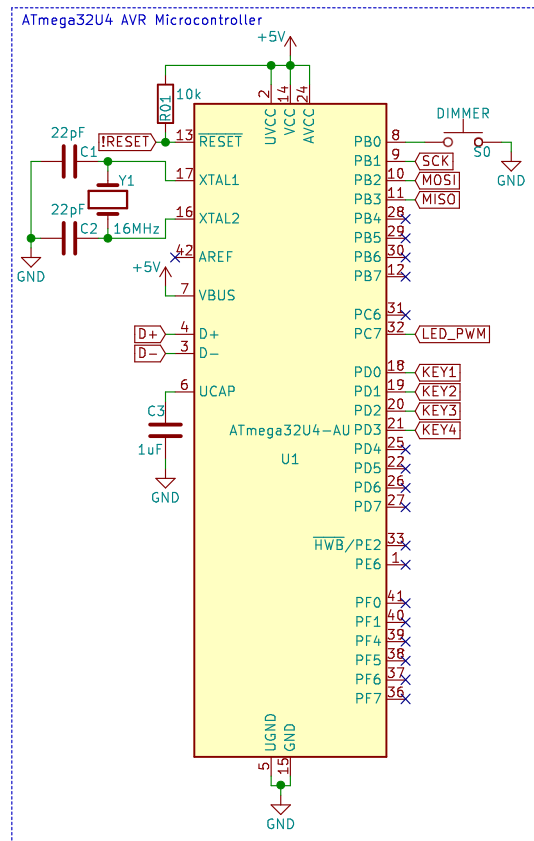 ATmega32U4 AVR Microcontroller
+5V
R01
10k
2
UVCC
14
VCC
24
AVCC
!RESET
13
RESET
22pF
C1
17
XTAL1
Y1
16MHz
22pF
C2
16
XTAL2
GND
42
AREF
+5V
7
VBUS
D+
4
D+
D-
3
D-
6
UCAP
C3
1uF
GND
ATmega32U4-AU
U1
PB0
8
DIMMER
S0
GND
PB1
9
SCK
PB2
10
MOSI
PB3
11
MISO
PB4
28
PB5
29
PB6
30
PB7
12
PC6
31
PC7
32
LED_PWM
PD0
18
KEY1
PD1
19
KEY2
PD2
20
KEY3
PD3
21
KEY4
PD4
25
PD5
22
PD6
26
PD7
27
HWB/PE2
33
PE6
1
PF0
41
PF1
40
PF4
39
PF5
38
PF6
37
PF7
36
UGND
5
GND
15
GND